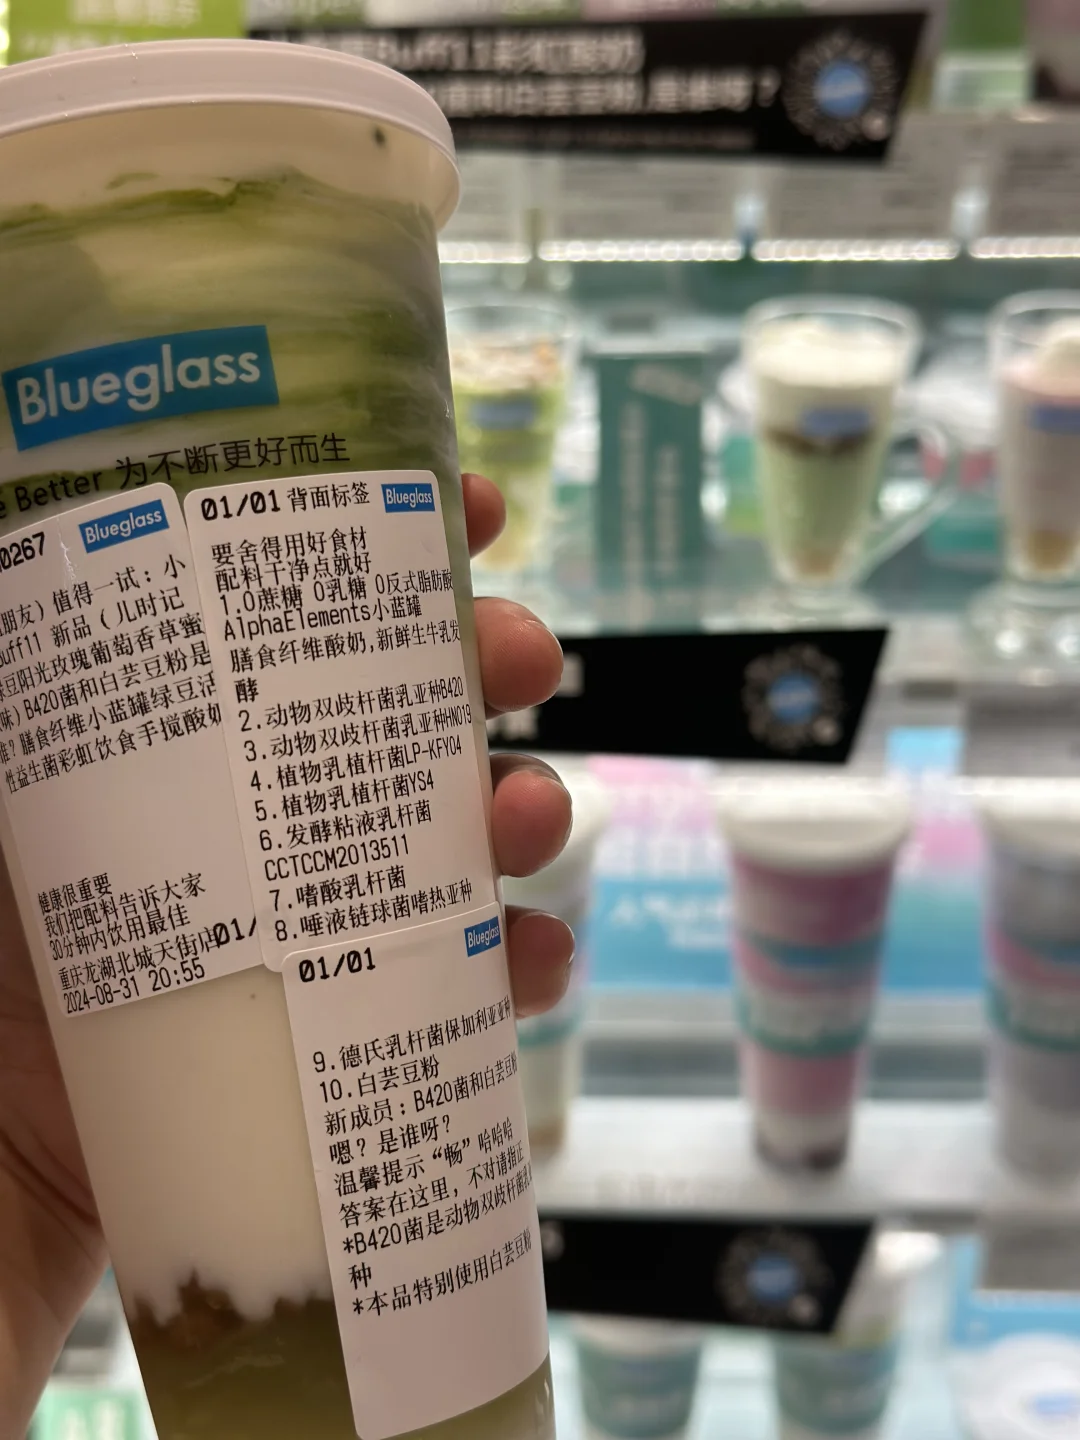 Blueglass
Better 为不断更好而生
0267
Blueglass
朋友）值得一试：小
uff11 新品（儿时记
豆阳光玫瑰葡萄香草蜜
味）B420菌和白芸豆粉是
谁？膳食纤维小蓝罐绿豆活
性益生菌彩虹饮食手搅酸奶
健康很重要
我们把配料告诉大家
30分钟内饮用最佳
01/
重庆龙湖北城天街店
2024-08-31 20:55
01/01 背面标签
Blueglass
要舍得用好食材
配料干净点就好
1.0蔗糖 0乳糖 0反式脂肪酸
AlphaElements小蓝罐
膳食纤维酸奶,新鲜生牛乳发
酵
2.动物双歧杆菌乳亚种B420
3.动物双歧杆菌乳亚种HN019
4.植物乳植杆菌LP-KFY04
5.植物乳植杆菌YS4
6.发酵粘液乳杆菌
CCTCCM2013511
7.嗜酸乳杆菌
8.唾液链球菌嗜热亚种
01/01
Blueglass
9.德氏乳杆菌保加利亚亚种
10.白芸豆粉
新成员：B420菌和白芸豆粉
嗯？是谁呀？
温馨提示“畅”哈哈哈
答案在这里，不对请指正
*B420菌是动物双歧杆菌乳
种
*本品特别使用白芸豆粉